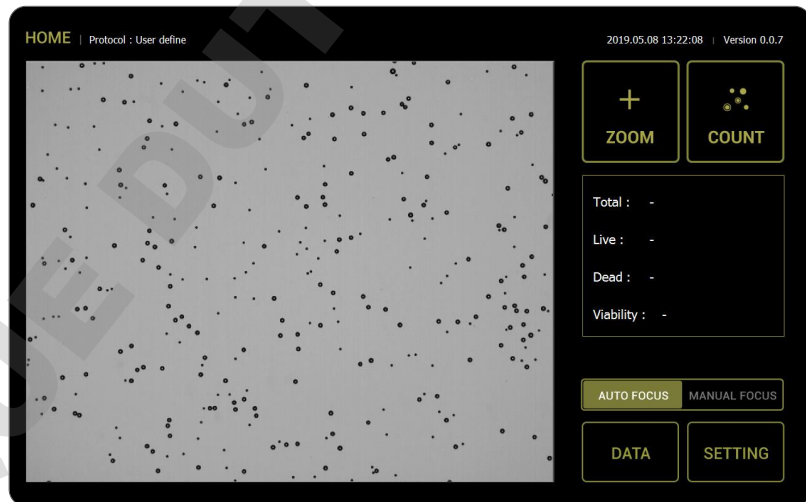 HOME | Protocol : User define
2019.05.08 13:22:08 | Version 0.0.7
+
ZOOM
COUNT
Total : -
Live : -
Dead : -
Viability : -
AUTO FOCUS MANUAL FOCUS
DATA
SETTING